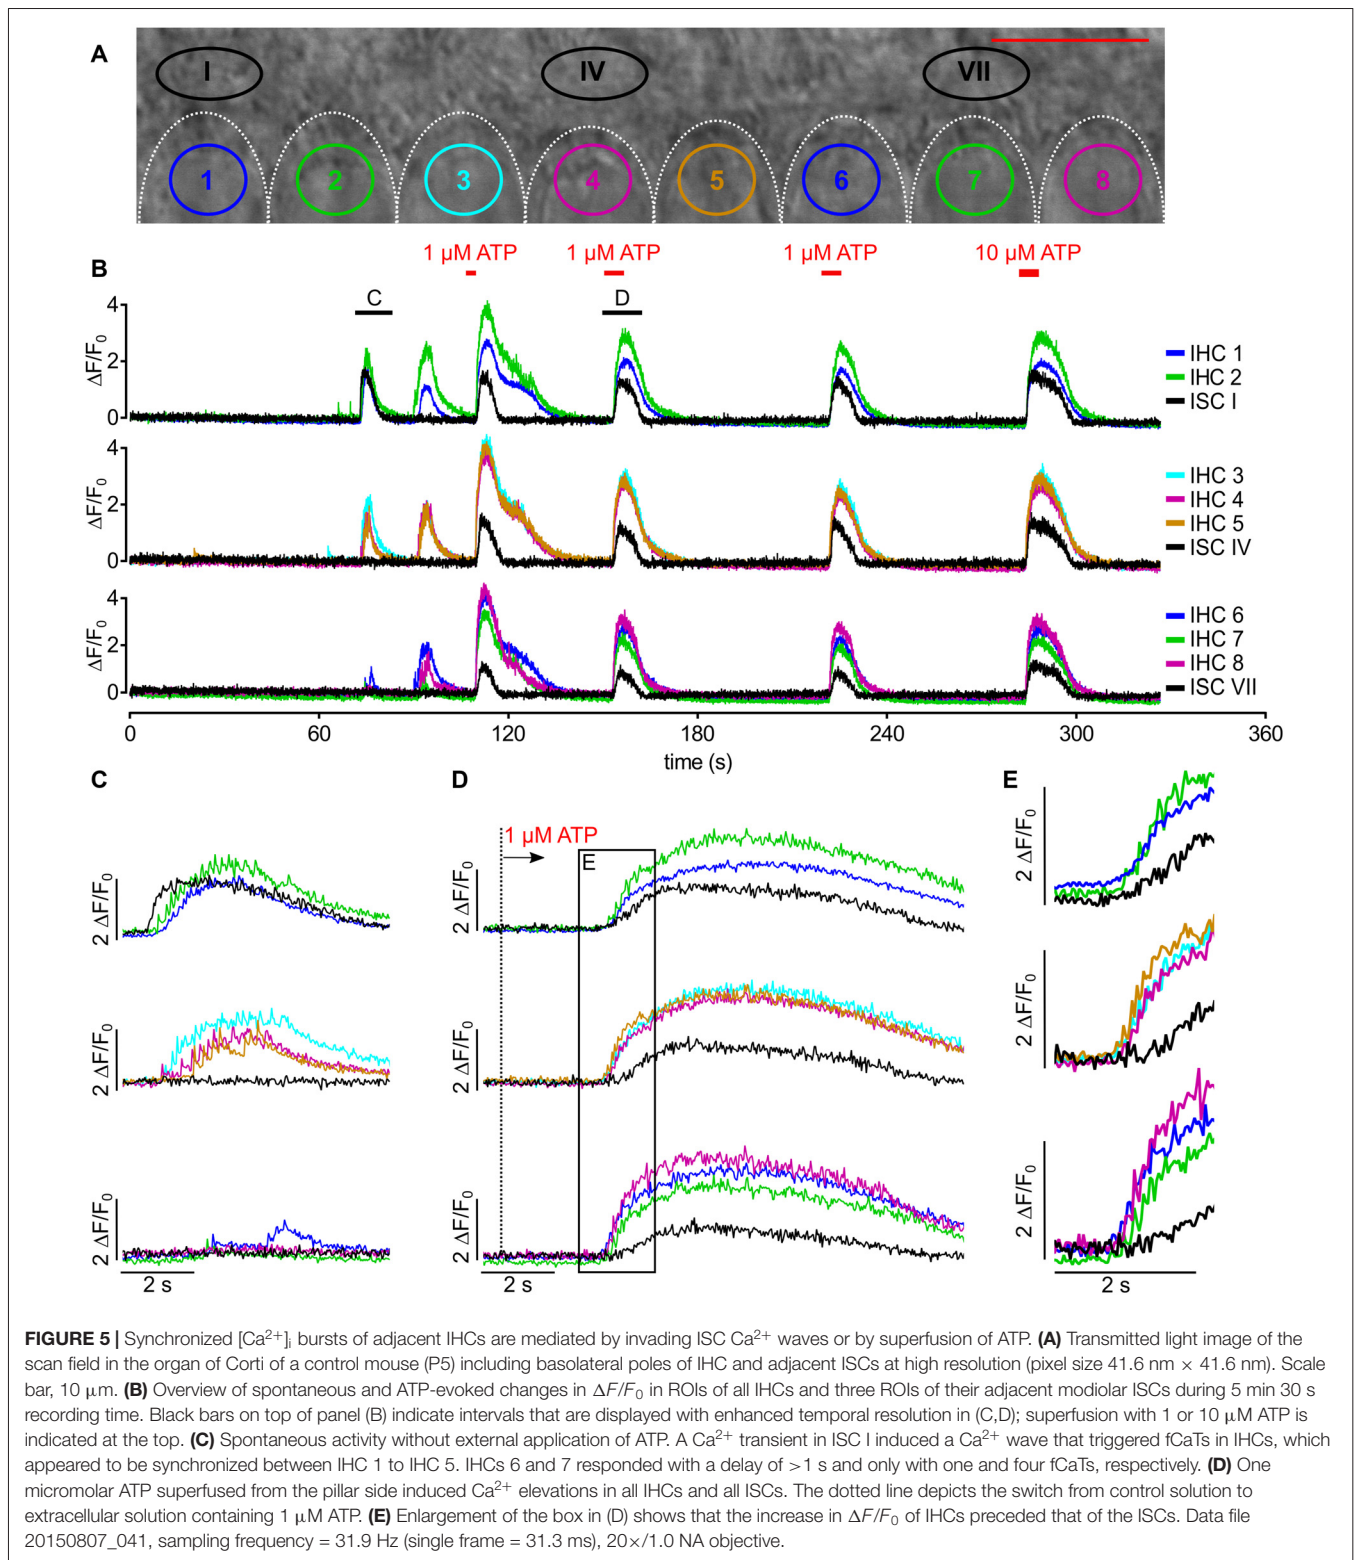 A
I
IV
VII
1
2
3
4
5
6
7
8
1 µM ATP
1 µM ATP
1 µM ATP
10 µM ATP
B
C
D
4
2
0
ΔF/F0
IHC 1
IHC 2
ISC I
4
2
0
ΔF/F0
IHC 3
IHC 4
IHC 5
ISC IV
4
2
0
ΔF/F0
IHC 6
IHC 7
IHC 8
ISC VII
0
60
120
180
240
300
360
time (s)
C
2 ΔF/F0
2 ΔF/F0
2 ΔF/F0
2 s
D
1 µM ATP
E
2 ΔF/F0
2 ΔF/F0
2 ΔF/F0
2 s
E
2 ΔF/F0
2 ΔF/F0
2 ΔF/F0
2 s
FIGURE 5 | Synchronized [Ca2+]i bursts of adjacent IHCs are mediated by invading ISC Ca2+ waves or by superfusion of ATP. (A) Transmitted light image of the
scan field in the organ of Corti of a control mouse (P5) including basolateral poles of IHC and adjacent ISCs at high resolution (pixel size 41.6 nm × 41.6 nm). Scale
bar, 10 µm. (B) Overview of spontaneous and ATP-evoked changes in ΔF/F0 in ROIs of all IHCs and three ROIs of their adjacent modiolar ISCs during 5 min 30 s
recording time. Black bars on top of panel (B) indicate intervals that are displayed with enhanced temporal resolution in (C,D); superfusion with 1 or 10 µM ATP is
indicated at the top. (C) Spontaneous activity without external application of ATP. A Ca2+ transient in ISC I induced a Ca2+ wave that triggered fCaTs in IHCs, which
appeared to be synchronized between IHC 1 to IHC 5. IHCs 6 and 7 responded with a delay of >1 s and only with one and four fCaTs, respectively. (D) One
micromolar ATP superfused from the pillar side induced Ca2+ elevations in all IHCs and all ISCs. The dotted line depicts the switch from control solution to
extracellular solution containing 1 µM ATP. (E) Enlargement of the box in (D) shows that the increase in ΔF/F0 of IHCs preceded that of the ISCs. Data file
20150807_041, sampling frequency = 31.9 Hz (single frame = 31.3 ms), 20×/1.0 NA objective.